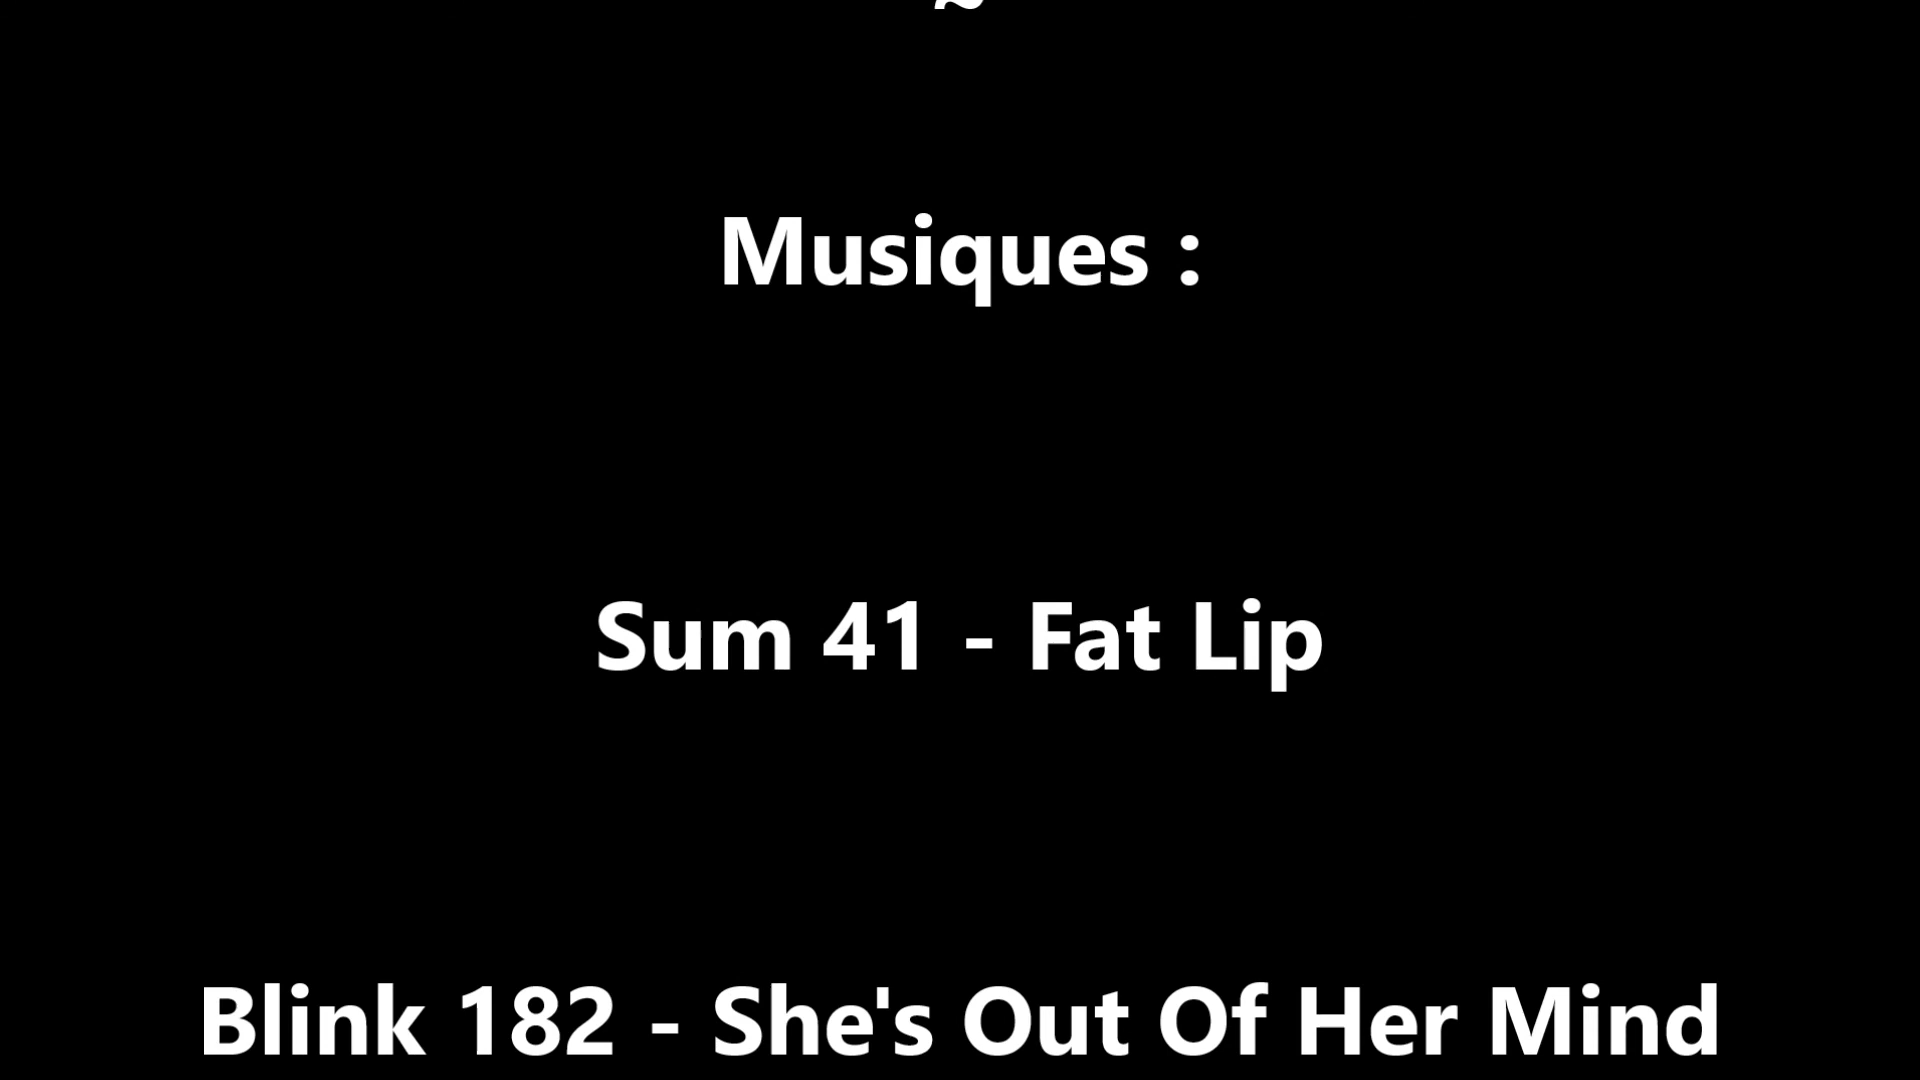 ~
Musiques :
Sum 41 - Fat Lip
Blink 182 - She's Out Of Her Mind